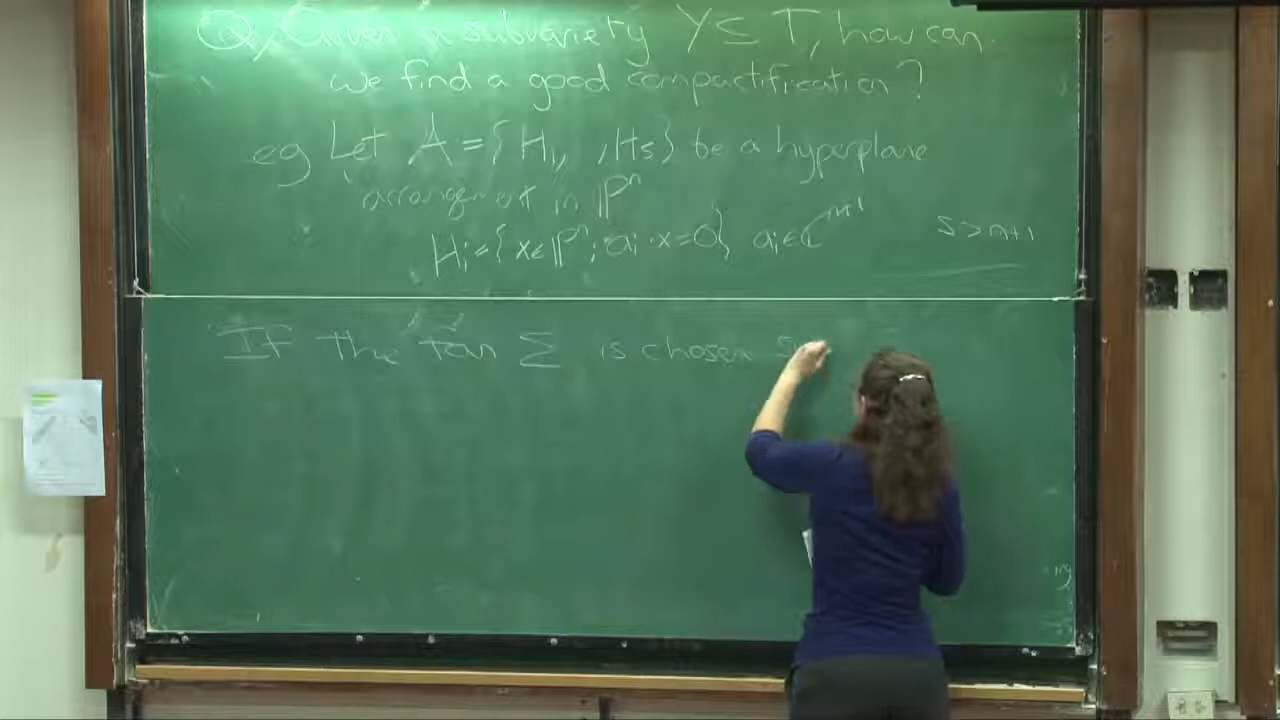 Q, Given a subvariety Y ⊆ T, how can
we find a good compactification?
eg Let A = {H₁, , Hs} be a hyperplane
arrangement in ℙⁿ
Hᵢ = {x ∈ ℙⁿ : aᵢ · x = 0} aᵢ ∈ ℂⁿ⁺¹ s > n+1
If the fan Σ is chosen